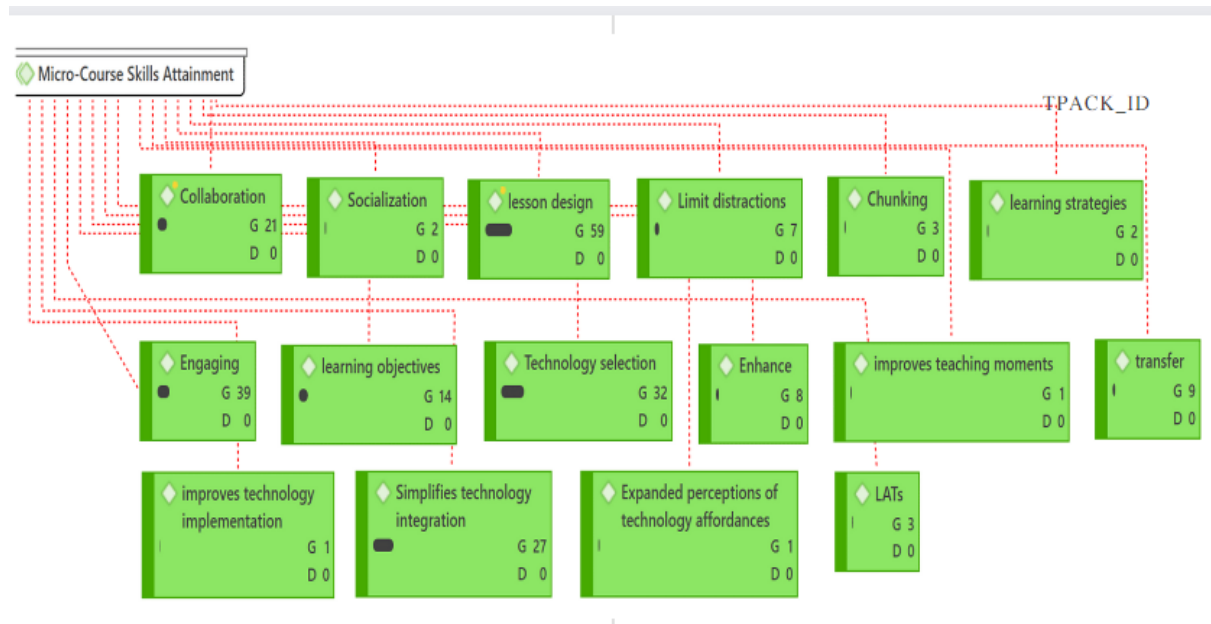 Micro-Course Skills Attainment
TPACK_ID
Collaboration
G 21
D 0
Socialization
G 2
D 0
lesson design
G 59
D 0
Limit distractions
G 7
D 0
Chunking
G 3
D 0
learning strategies
G 2
D 0
Engaging
G 39
D 0
learning objectives
G 14
D 0
Technology selection
G 32
D 0
Enhance
G 8
D 0
improves teaching moments
G 1
D 0
transfer
G 9
D 0
improves technology
implementation
G 1
D 0
Simplifies technology
integration
G 27
D 0
Expanded perceptions of
technology affordances
G 1
D 0
LATs
G 3
D 0